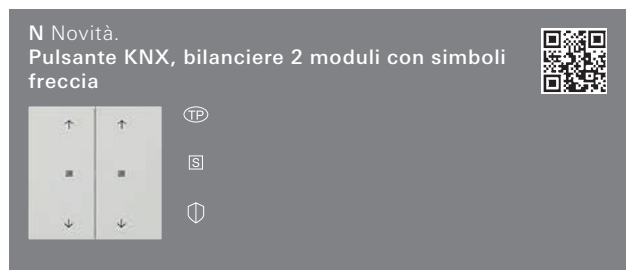 N Novità.
Pulsante KNX, bilanciere 2 moduli con simboli
freccia
TP
S